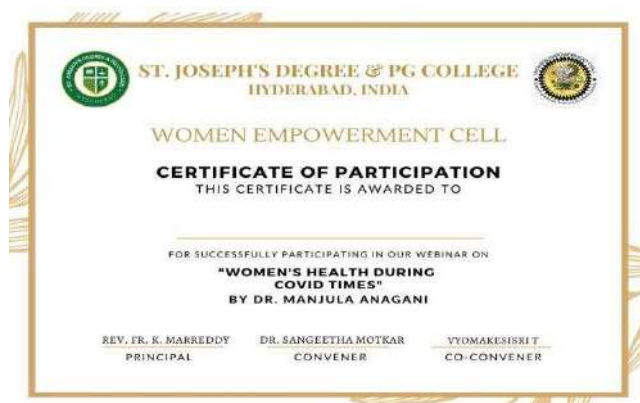 ST. JOSEPH'S DEGREE & PG COLLEGE
HYDERABAD, INDIA
WOMEN EMPOWERMENT CELL
CERTIFICATE OF PARTICIPATION
THIS CERTIFICATE IS AWARDED TO
FOR SUCCESSFULLY PARTICIPATING IN OUR WEBINAR ON
"WOMEN'S HEALTH DURING
COVID TIMES"
BY DR. MANJULA ANAGANI
REV. FR. K. MARREDDY DR. SANGEETHA MOTKAR VYOMAKESISRI T
PRINCIPAL CONVENER CO-CONVENER